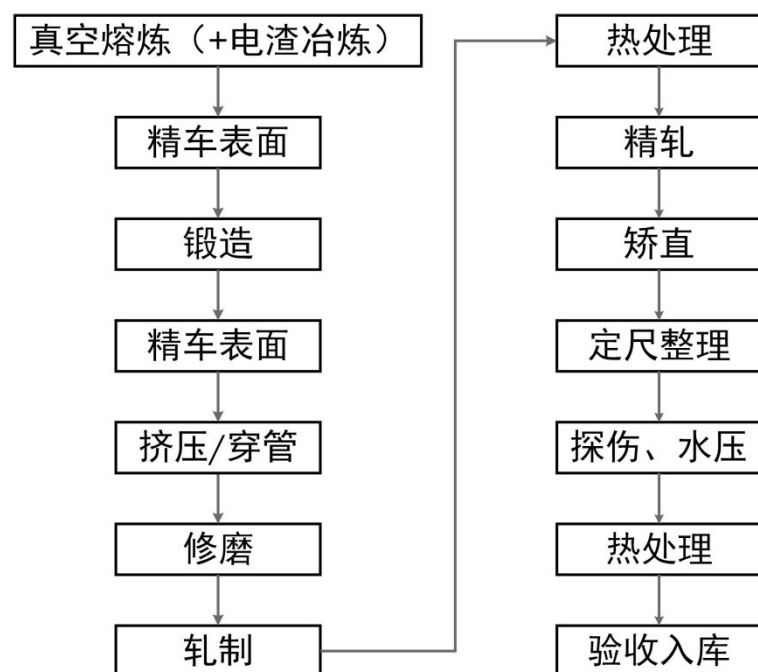 真空熔炼（+电渣冶炼）
精车表面
锻造
精车表面
挤压/穿管
修磨
轧制
热处理
精轧
矫直
定尺整理
探伤、水压
热处理
验收入库